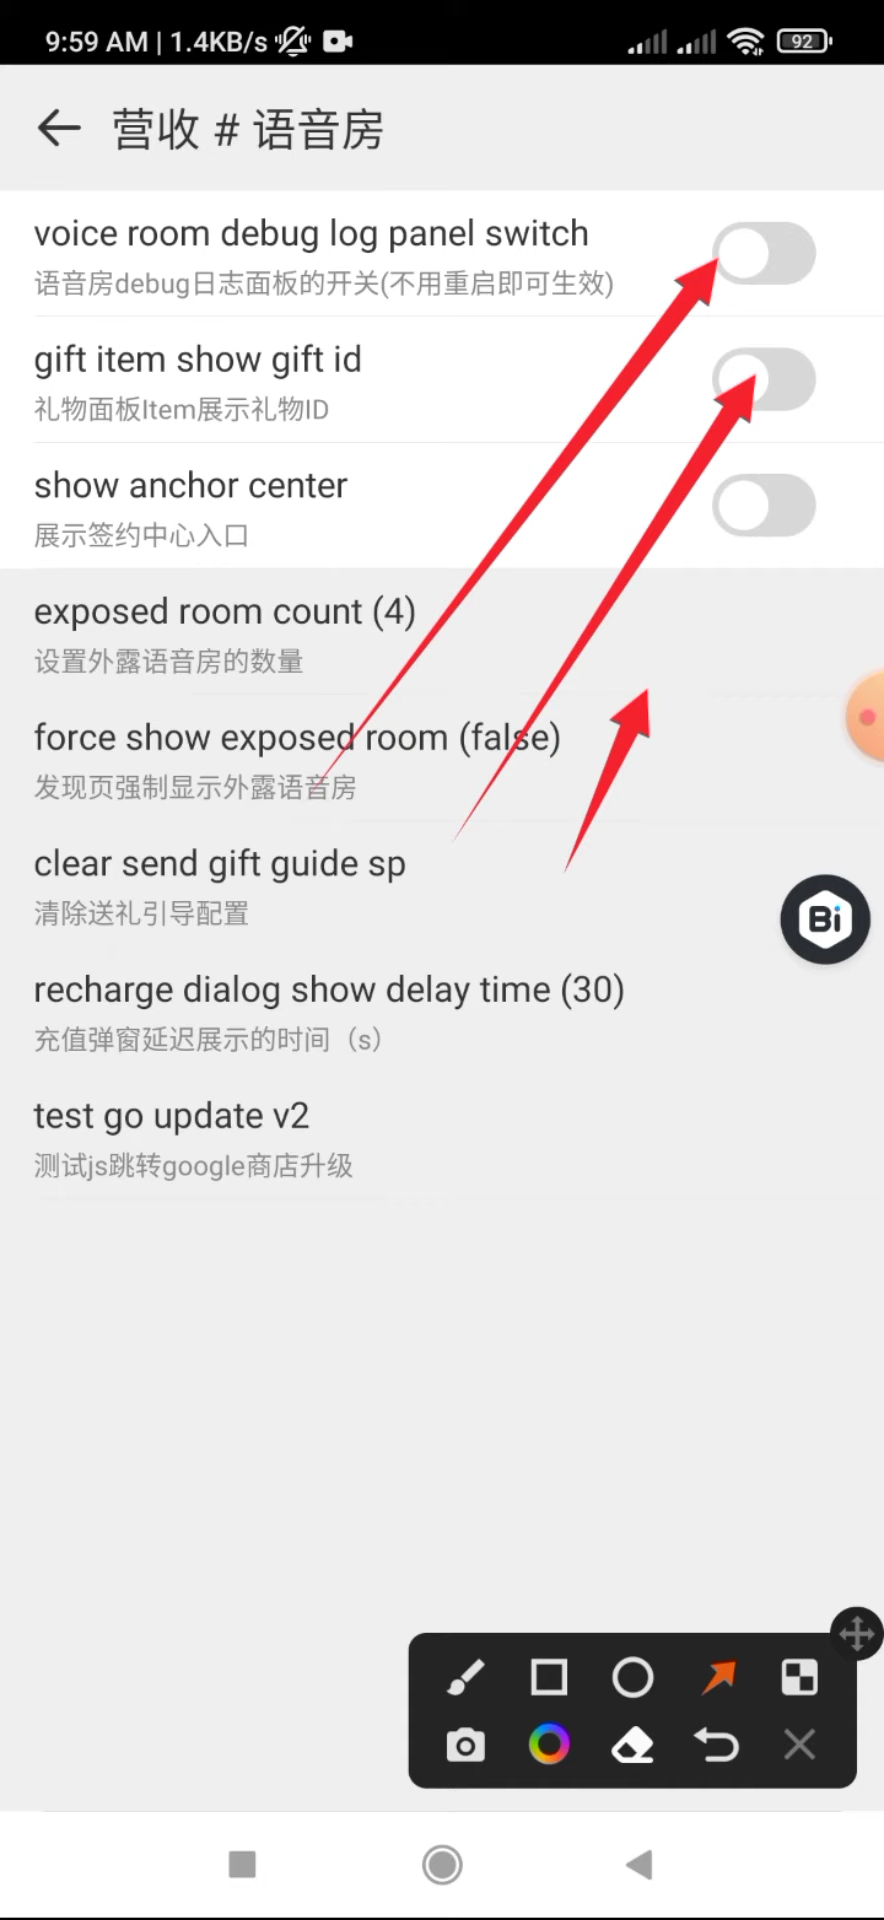 9:59 AM | 1.4KB/s 92
营收 # 语音房
voice room debug log panel switch
语音房debug日志面板的开关(不用重启即可生效)
gift item show gift id
礼物面板Item展示礼物ID
show anchor center
展示签约中心入口
exposed room count (4)
设置外露语音房的数量
force show exposed room (false)
发现页强制显示外露语音房
clear send gift guide sp
清除送礼引导配置
Bi
recharge dialog show delay time (30)
充值弹窗延迟展示的时间（s）
test go update v2
测试js跳转google商店升级